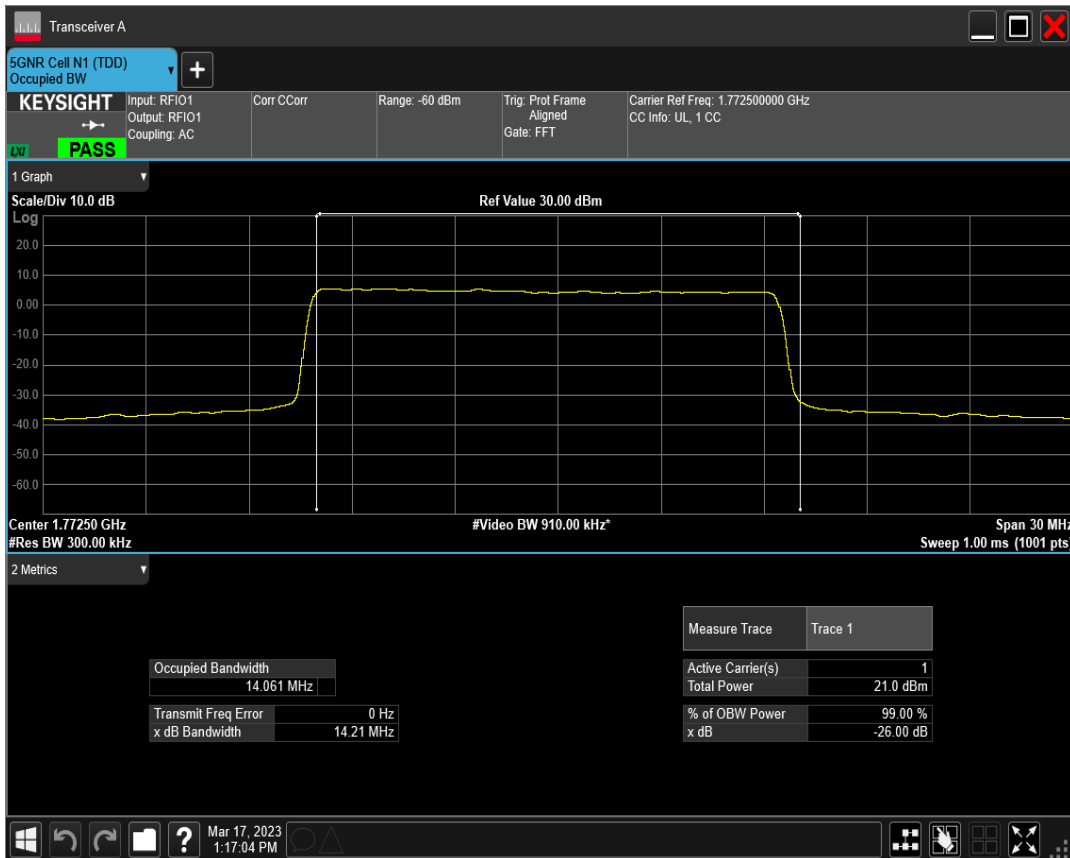 Transceiver A
5GNR Cell N1 (TDD)
Occupied BW
+
KEYSIGHT
LXI
PASS
Input: RFIO1
Output: RFIO1
Coupling: AC
Corr CCorr
Range: -60 dBm
Trig: Prot Frame
Aligned
Gate: FFT
Carrier Ref Freq: 1.772500000 GHz
CC Info: UL, 1 CC
1 Graph
Scale/Div 10.0 dB
Ref Value 30.00 dBm
Log
20.0
10.0
0.00
-10.0
-20.0
-30.0
-40.0
-50.0
-60.0
Center 1.77250 GHz
#Video BW 910.00 kHz*
Span 30 MHz
#Res BW 300.00 kHz
Sweep 1.00 ms (1001 pts)
2 Metrics
Measure Trace Trace 1
Occupied Bandwidth
14.061 MHz
Transmit Freq Error 0 Hz
x dB Bandwidth 14.21 MHz
Active Carrier(s) 1
Total Power 21.0 dBm
% of OBW Power 99.00 %
x dB -26.00 dB
?
Mar 17, 2023
1:17:04 PM